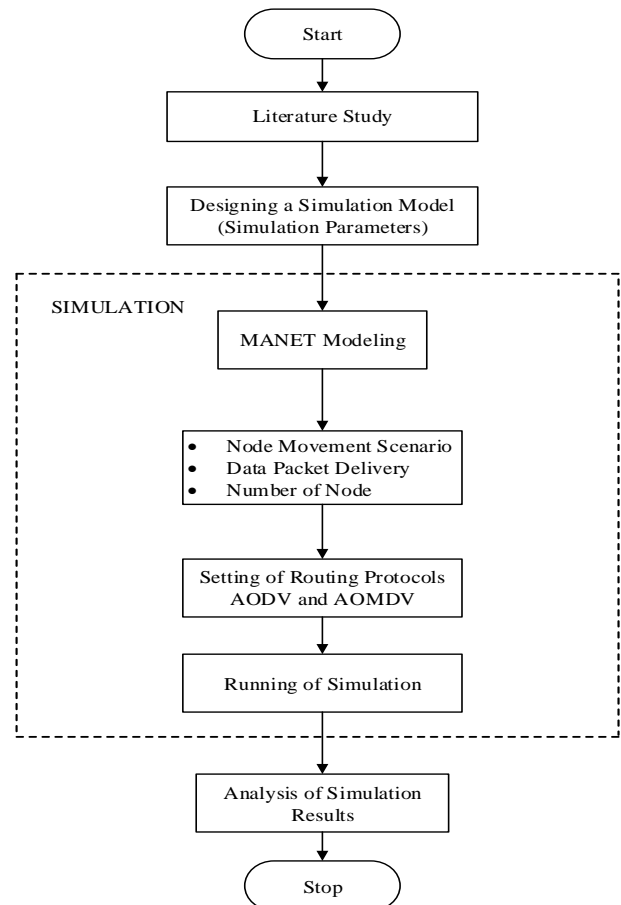 Start
Literature Study
Designing a Simulation Model
(Simulation Parameters)
SIMULATION
MANET Modeling
• Node Movement Scenario
• Data Packet Delivery
• Number of Node
Setting of Routing Protocols
AODV and AOMDV
Running of Simulation
Analysis of Simulation
Results
Stop